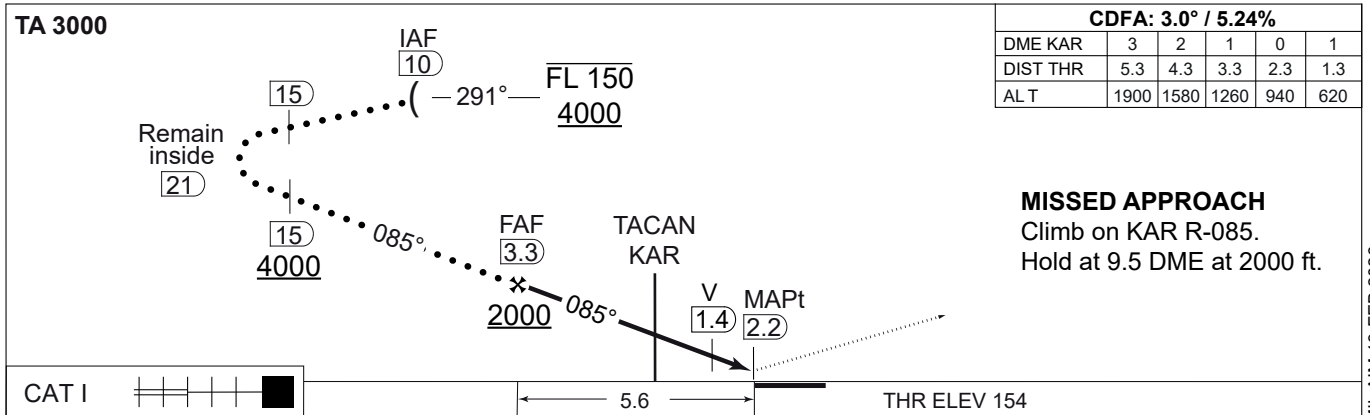 TA 3000
CDFA: 3.0° / 5.24%
DME KAR 3 2 1 0 1
DIST THR 5.3 4.3 3.3 2.3 1.3
ALT 1900 1580 1260 940 620
IAF
10
291°
FL 150
4000
15
Remain
inside
21
15
4000
085°
FAF
3.3
2000
085°
TACAN
KAR
V
1.4
MAPt
2.2
MISSED APPROACH
Climb on KAR R-085.
Hold at 9.5 DME at 2000 ft.
CAT I
5.6
THR ELEV 154